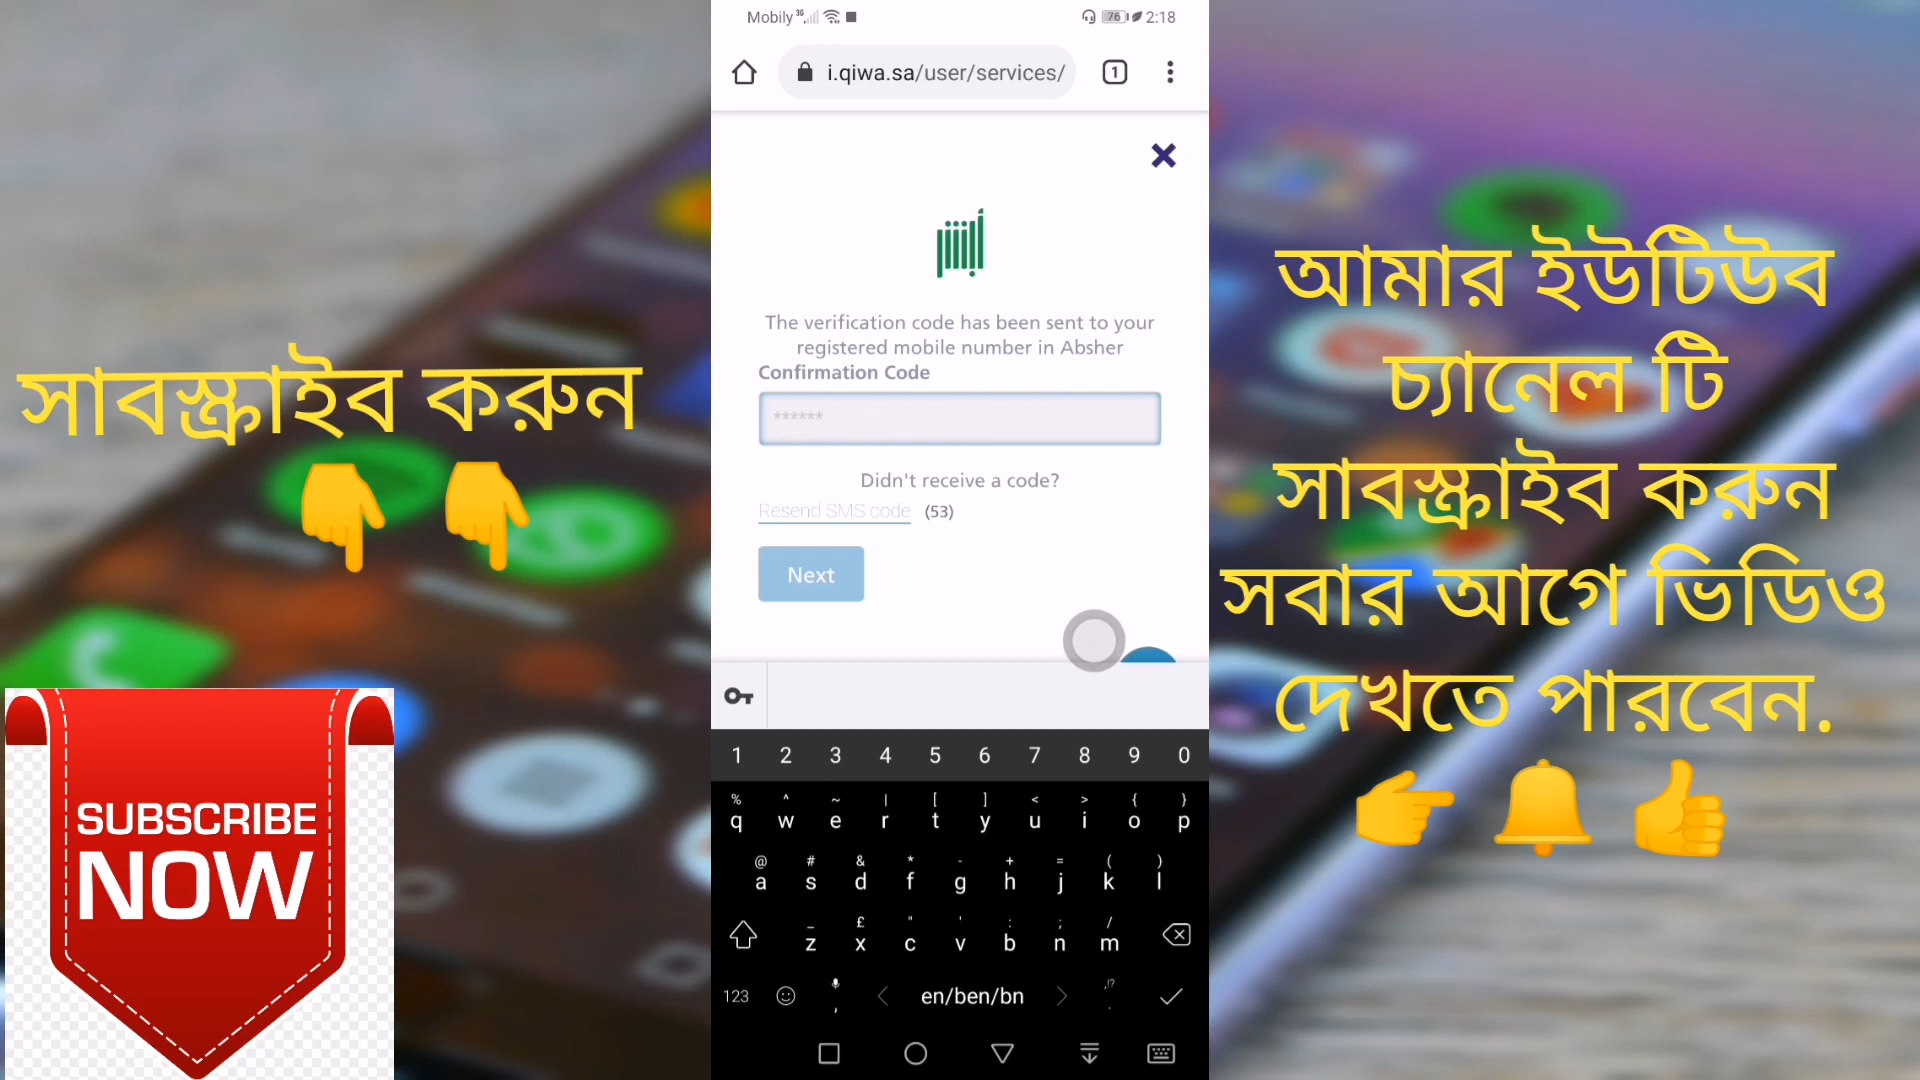 সাবস্ক্রাইব করুন
SUBSCRIBE
NOW
Mobily 3G 76 2:18
i.qiwa.sa/user/services/ 1
The verification code has been sent to your
registered mobile number in Absher
Confirmation Code
******
Didn't receive a code?
Resend SMS code (53)
Next
1 2 3 4 5 6 7 8 9 0
% ^ ~ | [ ] < > { }
q w e r t y u i o p
@ # & * - + = ( )
a s d f g h j k l
_ £ " ' : ; /
z x c v b n m
123 , < en/ben/bn > ,!? .
আমার ইউটিউব
চ্যানেল টি
সাবস্ক্রাইব করুন
সবার আগে ভিডিও
দেখতে পারবেন.